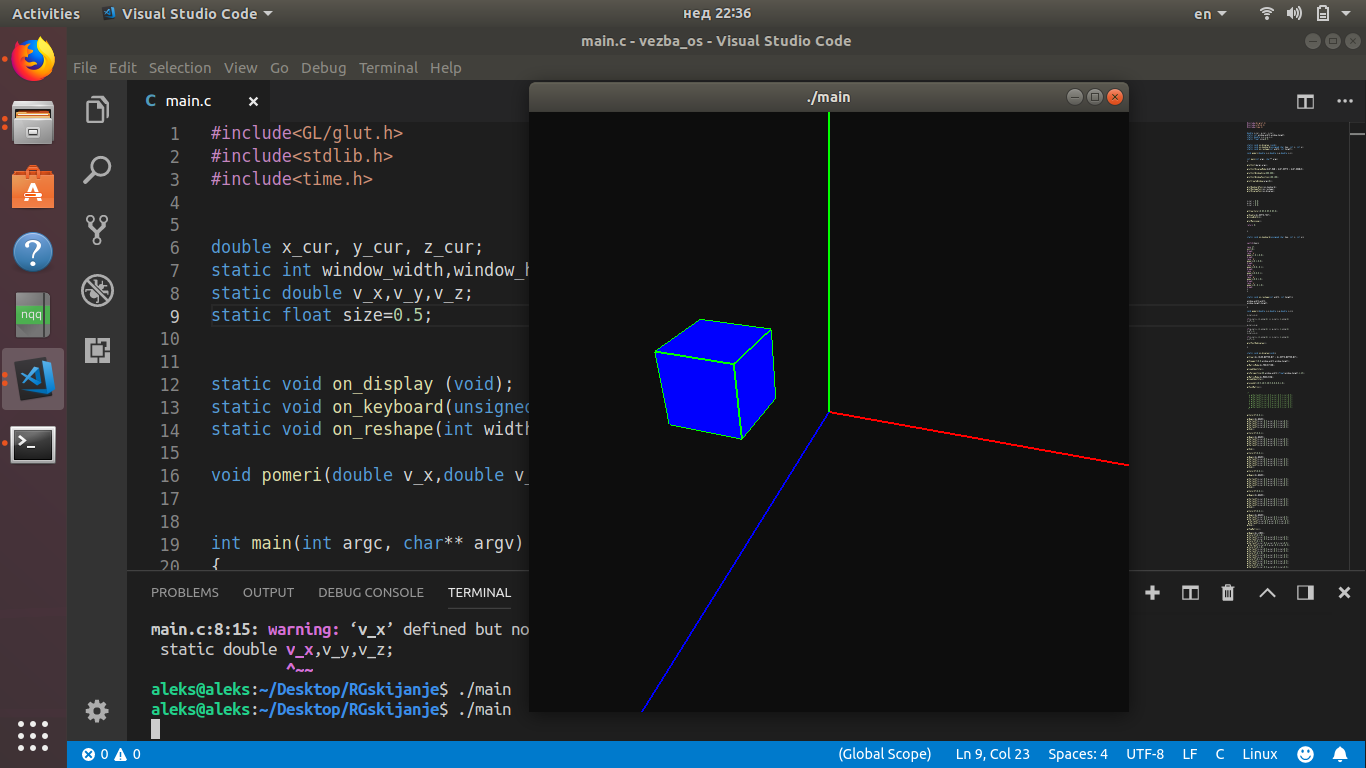 Activities Visual Studio Code нед 22:36 en
main.c - vezba_os - Visual Studio Code
File Edit Selection View Go Debug Terminal Help
C main.c
./main
1 #include<GL/glut.h>
2 #include<stdlib.h>
3 #include<time.h>
4
5
6 double x_cur, y_cur, z_cur;
7 static int window_width,window_h
8 static double v_x,v_y,v_z;
9 static float size=0.5;
10
11
12 static void on_display (void);
13 static void on_keyboard(unsigned
14 static void on_reshape(int width
15
16 void pomeri(double v_x,double v_
17
18
19 int main(int argc, char** argv)
20 {
nqq
PROBLEMS OUTPUT DEBUG CONSOLE TERMINAL
main.c:8:15: warning: ‘v_x’ defined but no
static double v_x,v_y,v_z;
^~~
aleks@aleks:~/Desktop/RGskijanje$ ./main
aleks@aleks:~/Desktop/RGskijanje$ ./main
0 0 (Global Scope) Ln 9, Col 23 Spaces: 4 UTF-8 LF C Linux